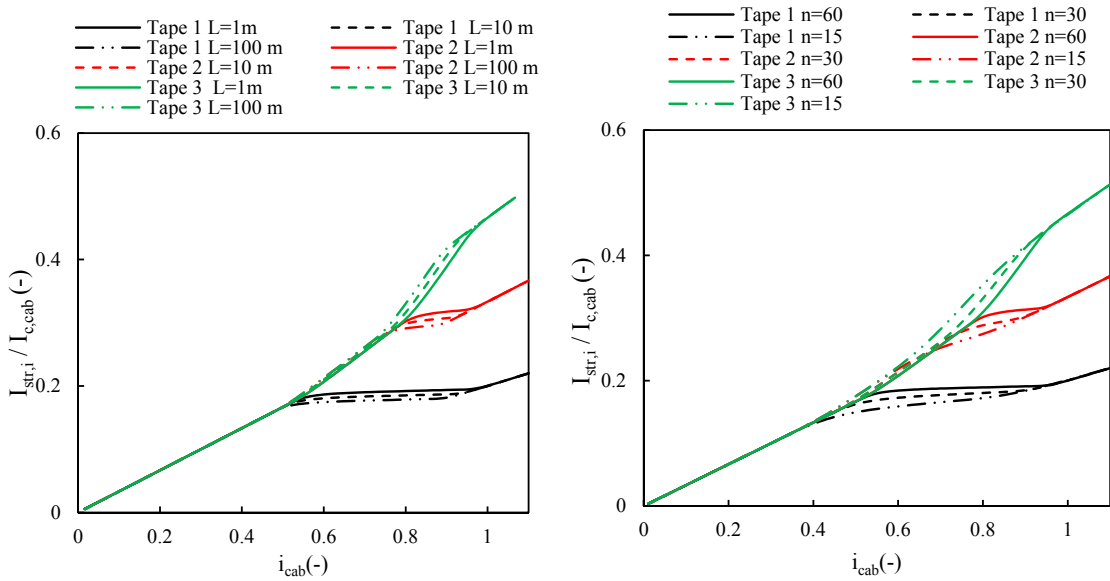 Tape 1 L=1m
Tape 1 L=10 m
Tape 1 L=100 m
Tape 2 L=1m
Tape 2 L=10 m
Tape 2 L=100 m
Tape 3 L=1m
Tape 3 L=10 m
Tape 3 L=100 m
0.6
0.4
0.2
0
I_str,i / I_c,cab (-)
0 0.2 0.4 0.6 0.8 1
i_cab(-)
Tape 1 n=60
Tape 1 n=30
Tape 1 n=15
Tape 2 n=60
Tape 2 n=30
Tape 2 n=15
Tape 3 n=60
Tape 3 n=30
Tape 3 n=15
0.6
0.4
0.2
0
I_str,i / I_c,cab (-)
0 0.2 0.4 0.6 0.8 1
i_cab(-)